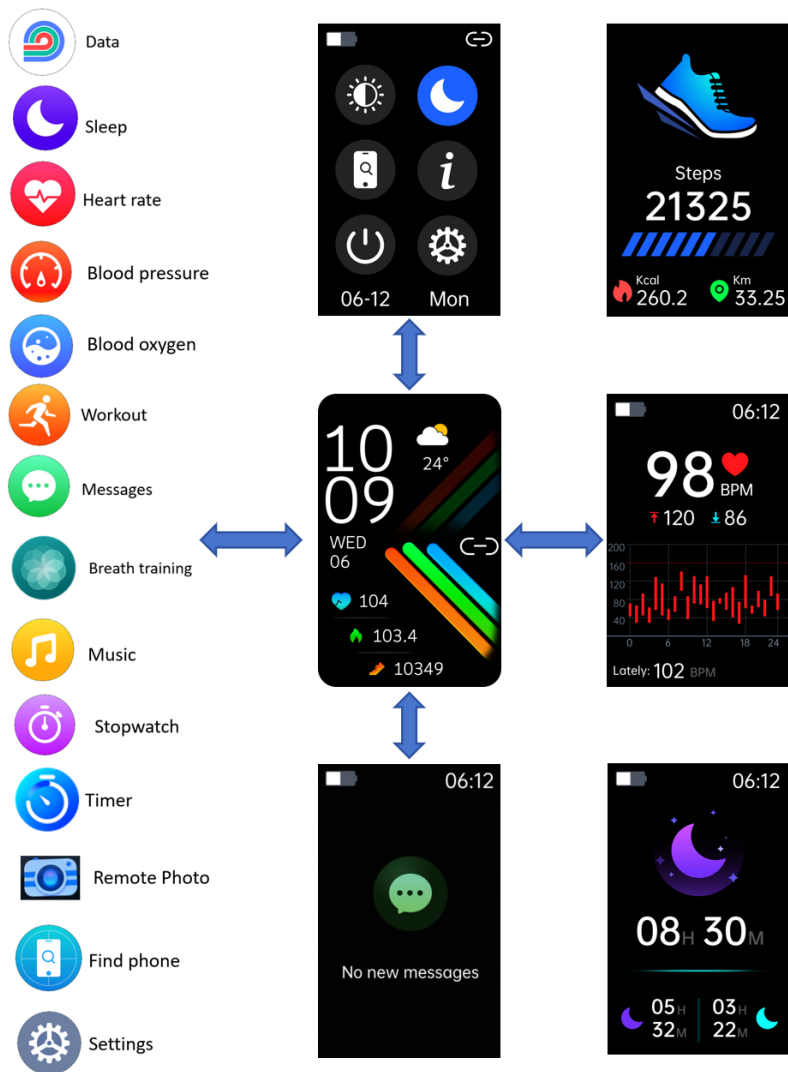 Data
Sleep
Heart rate
Blood pressure
Blood oxygen
Workout
Messages
Breath training
Music
Stopwatch
Timer
Remote Photo
Find phone
Settings
i
06-12 Mon
10
09
24°
WED
06
104
103.4
10349
06:12
No new messages
Steps
21325
Kcal
260.2
Km
33.25
06:12
98 BPM
120 86
200
160
120
80
40
0 6 12 18 24
Lately: 102 BPM
06:12
08H 30M
05H
32M
03H
22M